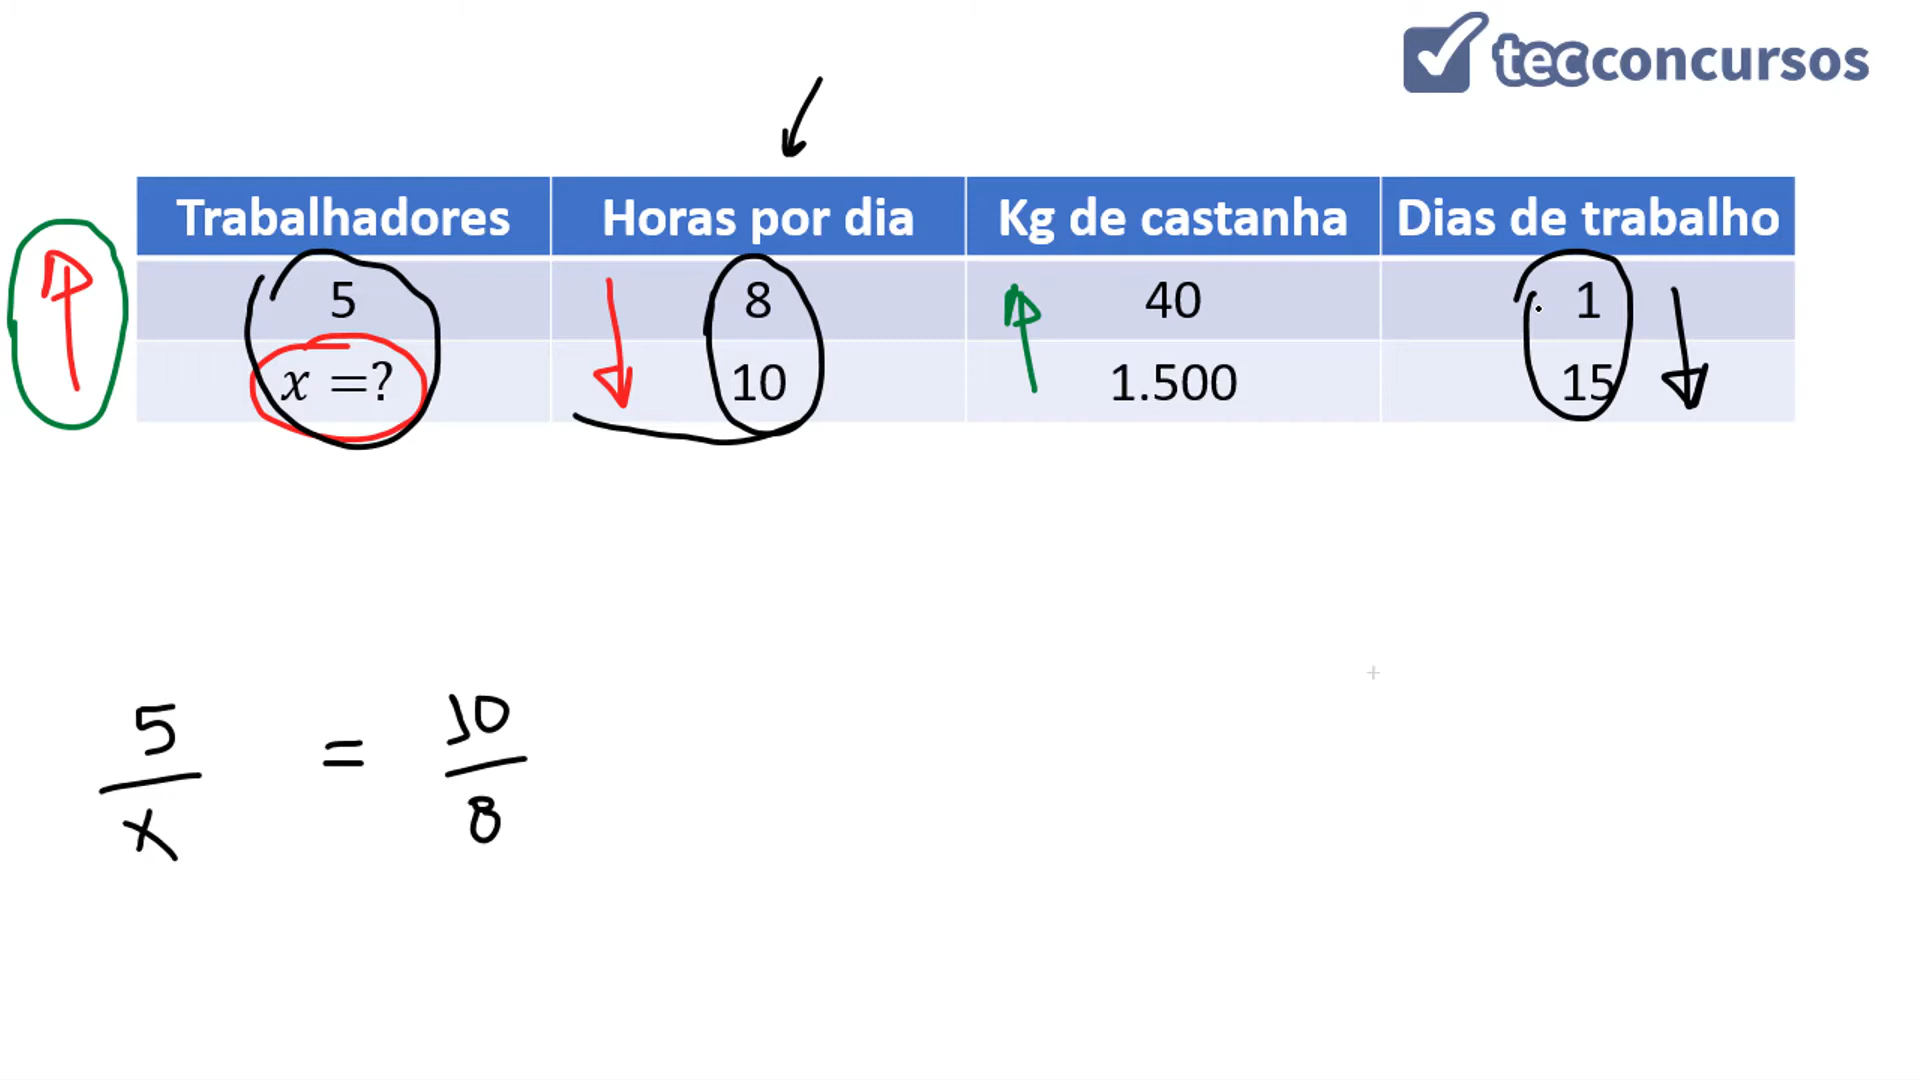 tecconcursos
Trabalhadores Horas por dia Kg de castanha Dias de trabalho
5 8 40 1
x =? 10 1.500 15
5 = 10
x 8